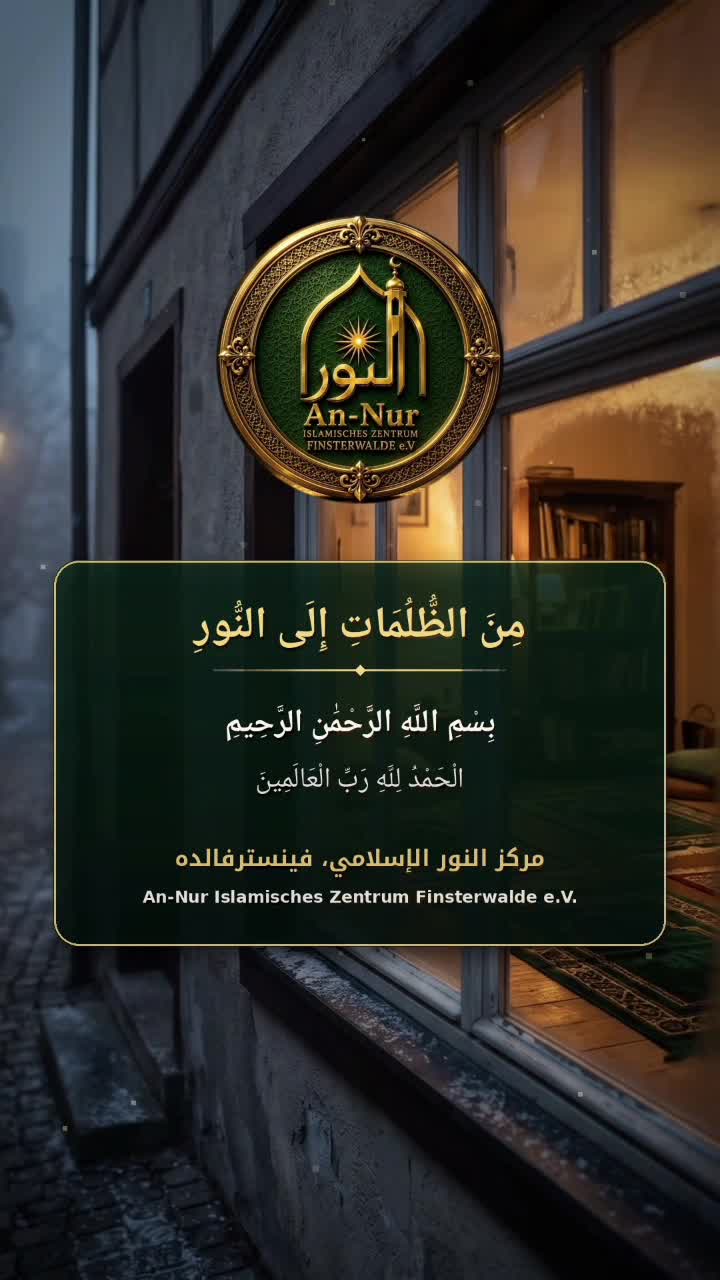 النور
An-Nur
ISLAMISCHES ZENTRUM
FINSTERWALDE e.V
مِنَ الظُّلُمَاتِ إِلَى النُّورِ
بِسْمِ اللَّهِ الرَّحْمَٰنِ الرَّحِيمِ
الْحَمْدُ لِلَّهِ رَبِّ الْعَالَمِينَ
مركز النور الإسلامي، فينسترفالده
An-Nur Islamisches Zentrum Finsterwalde e.V.